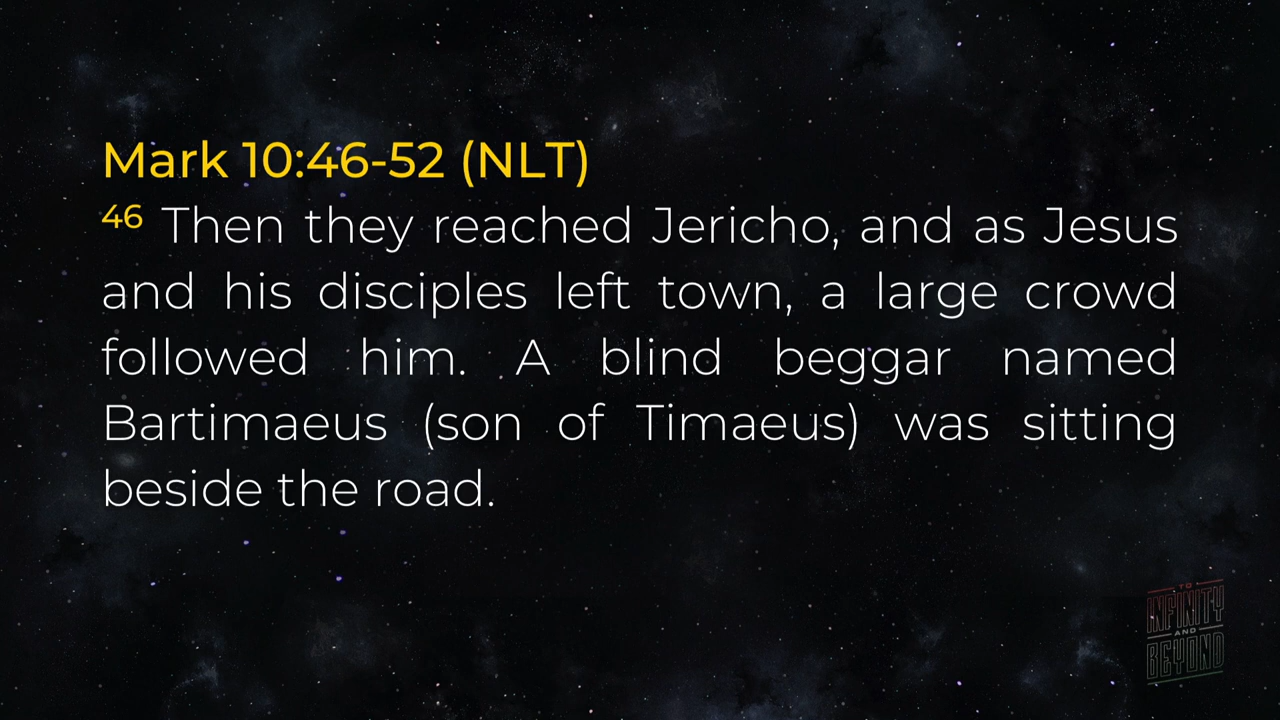 Mark 10:46-52 (NLT)
46 Then they reached Jericho, and as Jesus
and his disciples left town, a large crowd
followed him. A blind beggar named
Bartimaeus (son of Timaeus) was sitting
beside the road.
TO
INFINITY
AND
BEYOND